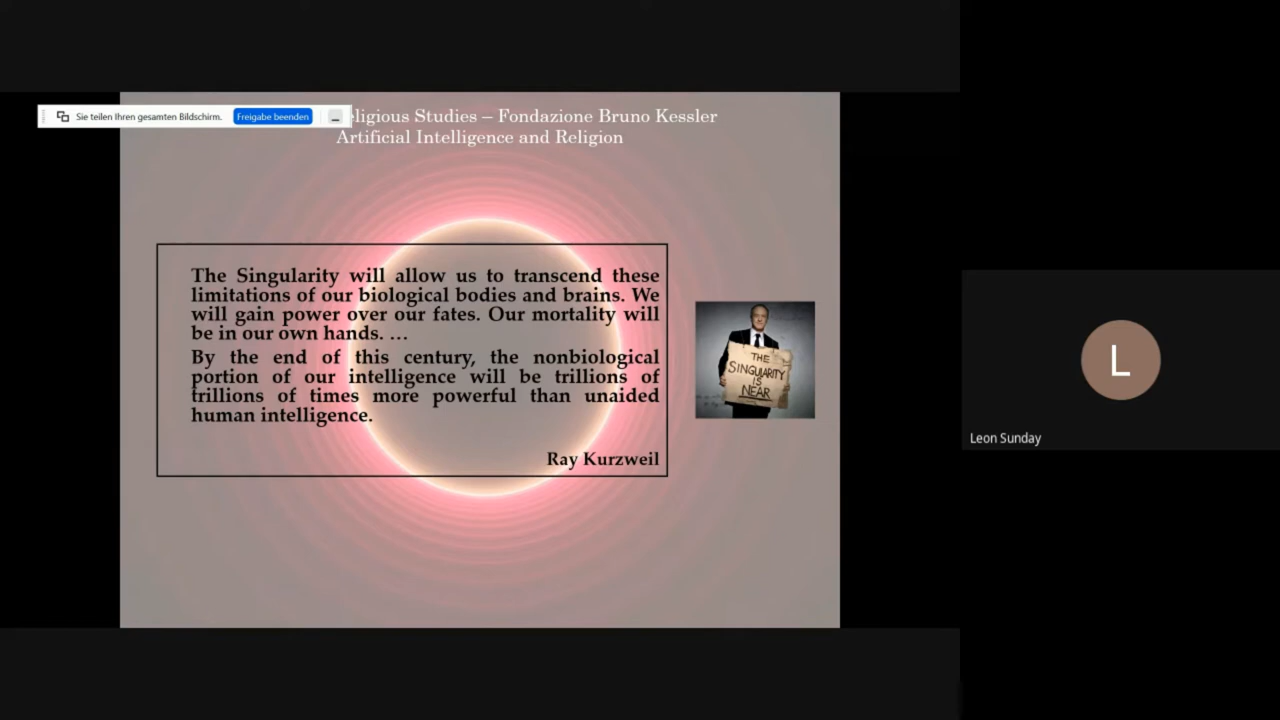 Sie teilen Ihren gesamten Bildschirm. Freigabe beenden
eligious Studies – Fondazione Bruno Kessler
Artificial Intelligence and Religion
The Singularity will allow us to transcend these
limitations of our biological bodies and brains. We
will gain power over our fates. Our mortality will
be in our own hands. …
By the end of this century, the nonbiological
portion of our intelligence will be trillions of
trillions of times more powerful than unaided
human intelligence.
Ray Kurzweil
THE
SINGULARITY
IS
NEAR
L
Leon Sunday